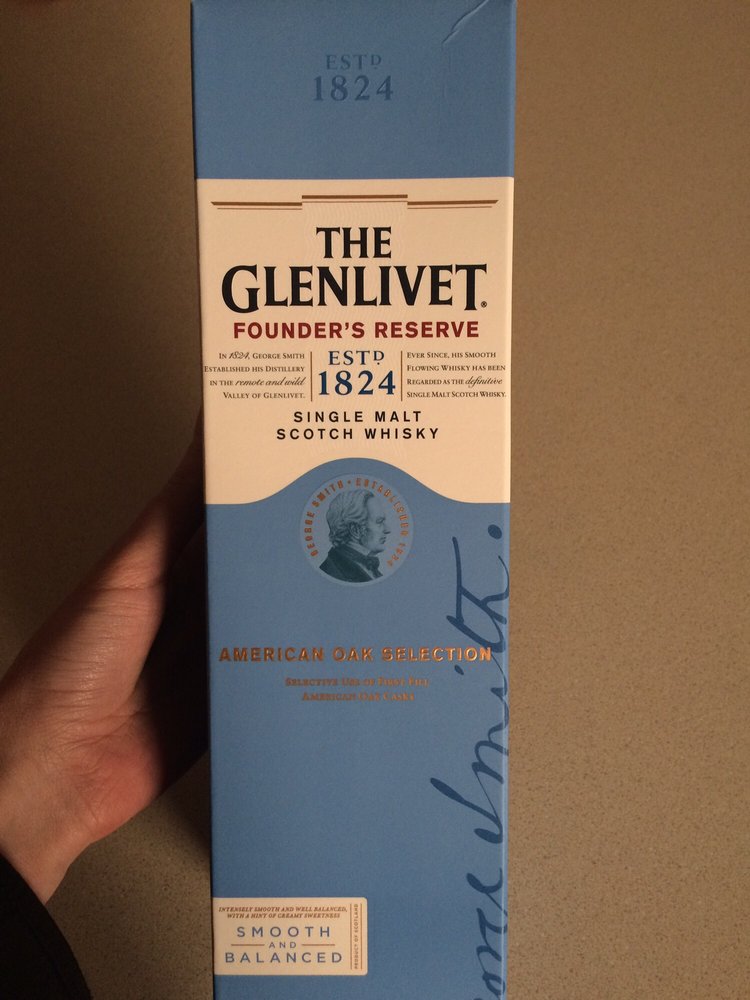 ESTD
1824
THE
GLENLIVET®
FOUNDER'S RESERVE
IN 1824, GEORGE SMITH
ESTABLISHED HIS DISTILLERY
IN THE remote and wild
VALLEY OF GLENLIVET.
ESTD
1824
EVER SINCE, HIS SMOOTH
FLOWING WHISKY HAS BEEN
REGARDED AS THE definitive
SINGLE MALT SCOTCH WHISKY.
SINGLE MALT
SCOTCH WHISKY
GEORGE SMITH • ESTABLISHED 1824
AMERICAN OAK SELECTION
SELECTIVE USE OF FIRST FILL
AMERICAN OAK CASKS
Smith.
INTENSELY SMOOTH AND WELL BALANCED,
WITH A HINT OF CREAMY SWEETNESS
SMOOTH
AND
BALANCED
PRODUCT OF SCOTLAND